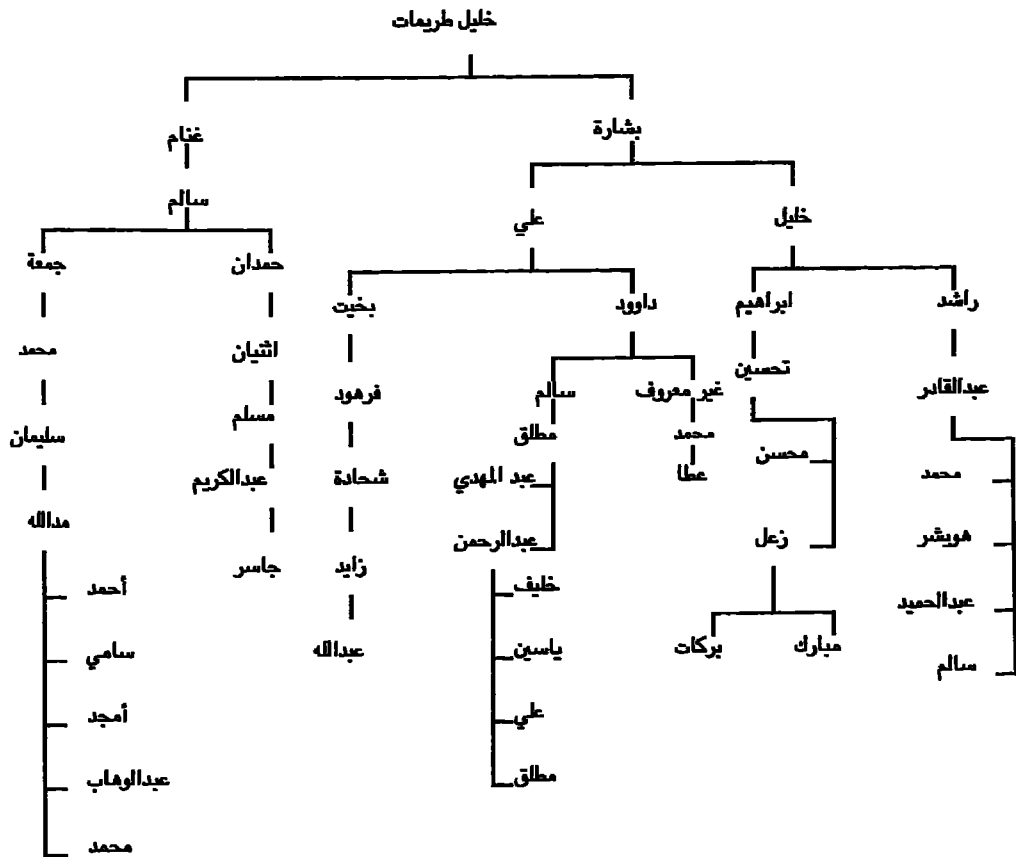 خليل طريمات
بشارة
غنام
خليل
علي
سالم
راشد
ابراهيم
داوود
بخيت
حمدان
جمعة
عبدالقادر
تحسين
غير معروف
سالم
فرهود
اثنيان
محمد
محمد
محسن
محمد
مطلق
شحادة
مسلم
سليمان
هويشر
زعل
عطا
عبد المهدي
زايد
عبدالكريم
مدالله
عبدالحميد
مبارك
بركات
عبدالرحمن
عبدالله
جاسر
أحمد
سالم
خليف
سامي
ياسين
أمجد
علي
عبدالوهاب
مطلق
محمد